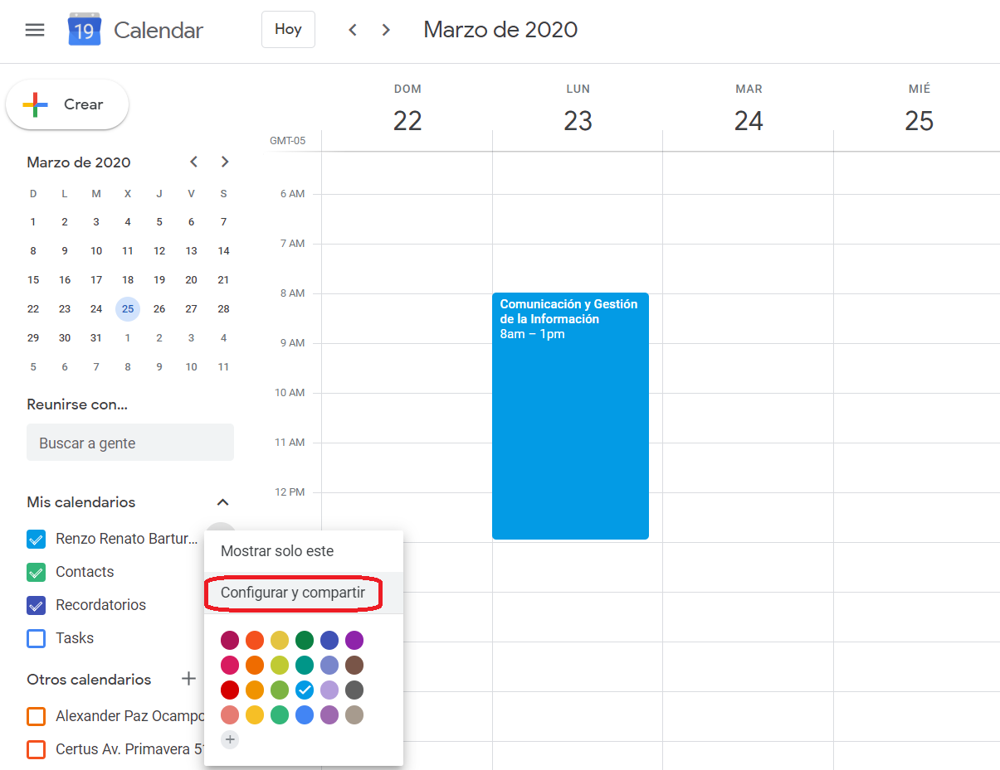 19 Calendar Hoy Marzo de 2020
Crear
DOM LUN MAR MIÉ
22 23 24 25
GMT-05
Marzo de 2020
D L M X J V S
1 2 3 4 5 6 7
8 9 10 11 12 13 14
15 16 17 18 19 20 21
22 23 24 25 26 27 28
29 30 31 1 2 3 4
5 6 7 8 9 10 11
Reunirse con...
Buscar a gente
Mis calendarios
Renzo Renato Bartur...
Contacts
Recordatorios
Tasks
Otros calendarios
Alexander Paz Ocampo
Certus Av. Primavera
6 AM
7 AM
8 AM
9 AM
10 AM
11 AM
12 PM
Comunicación y Gestión
de la Información
8am – 1pm
Mostrar solo este
Configurar y compartir